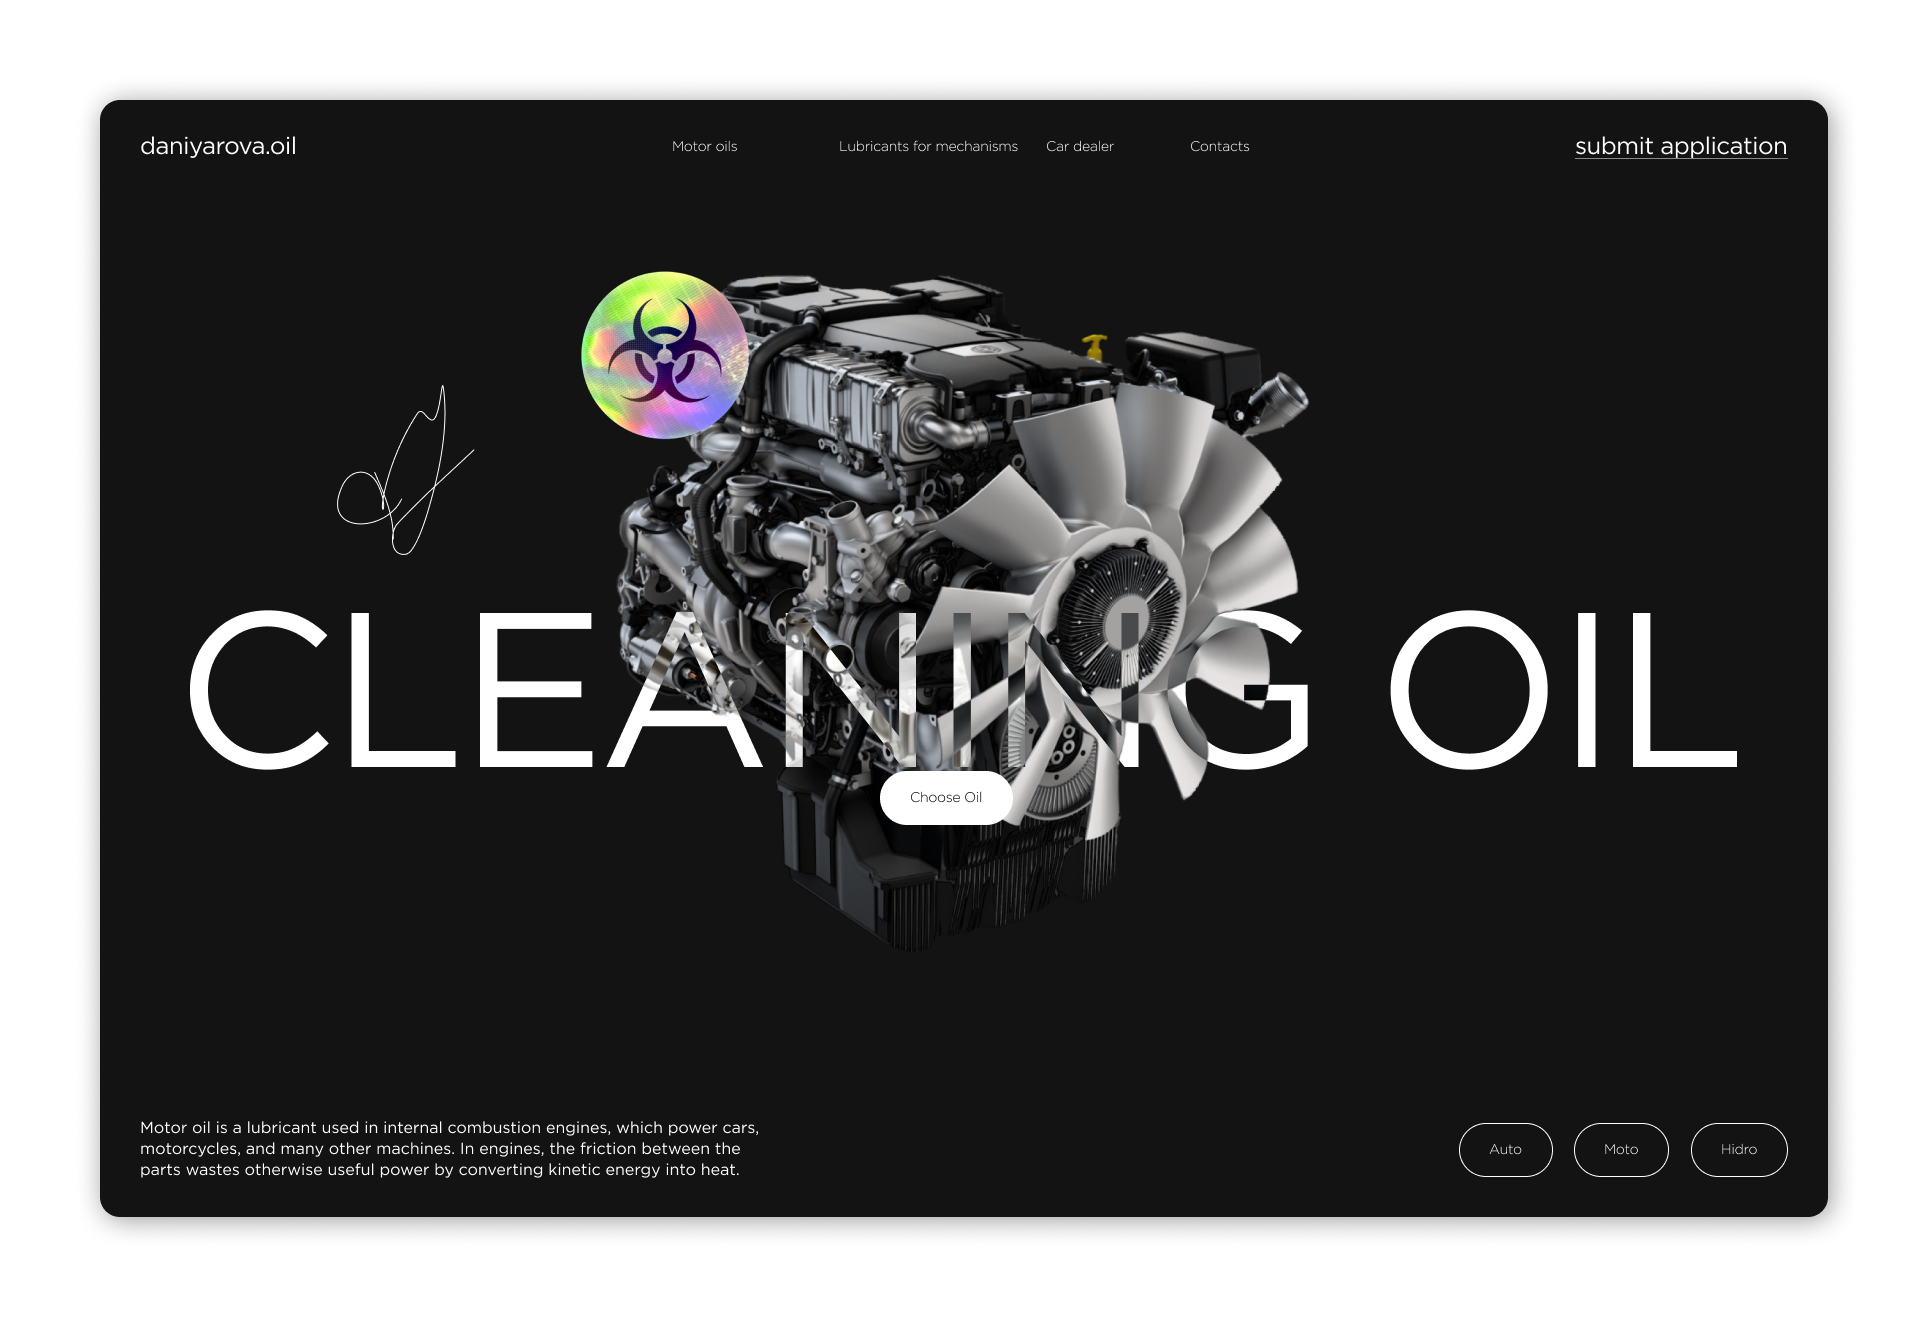 daniyarova.oil
Motor oils
Lubricants for mechanisms
Car dealer
Contacts
submit application
CLEANING OIL
Choose Oil
Motor oil is a lubricant used in internal combustion engines, which power cars,
motorcycles, and many other machines. In engines, the friction between the
parts wastes otherwise useful power by converting kinetic energy into heat.
Auto
Moto
Hidro